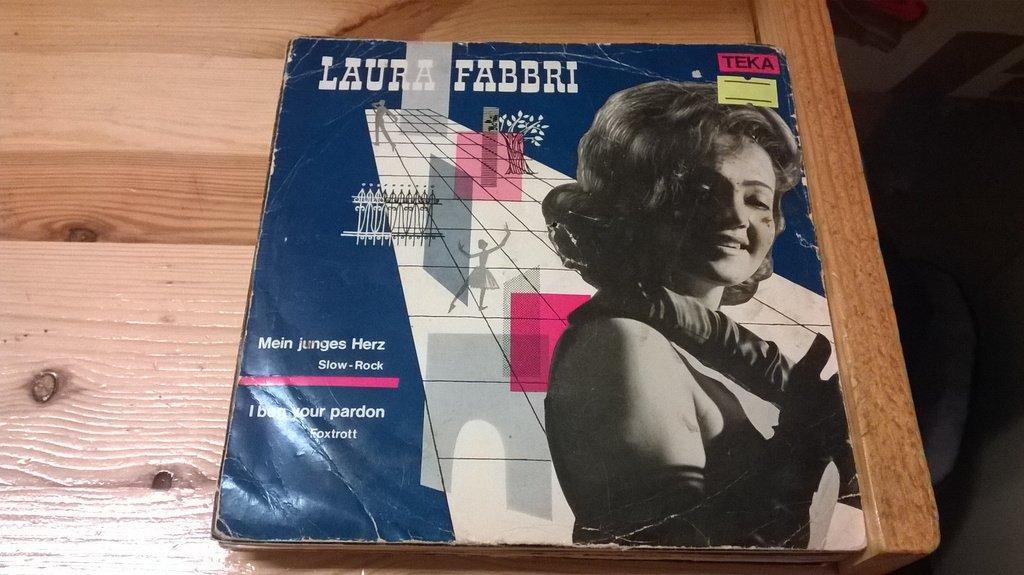 LAURA FABBRI
TEKA
Mein junges Herz
Slow-Rock
I beg your pardon
Foxtrott